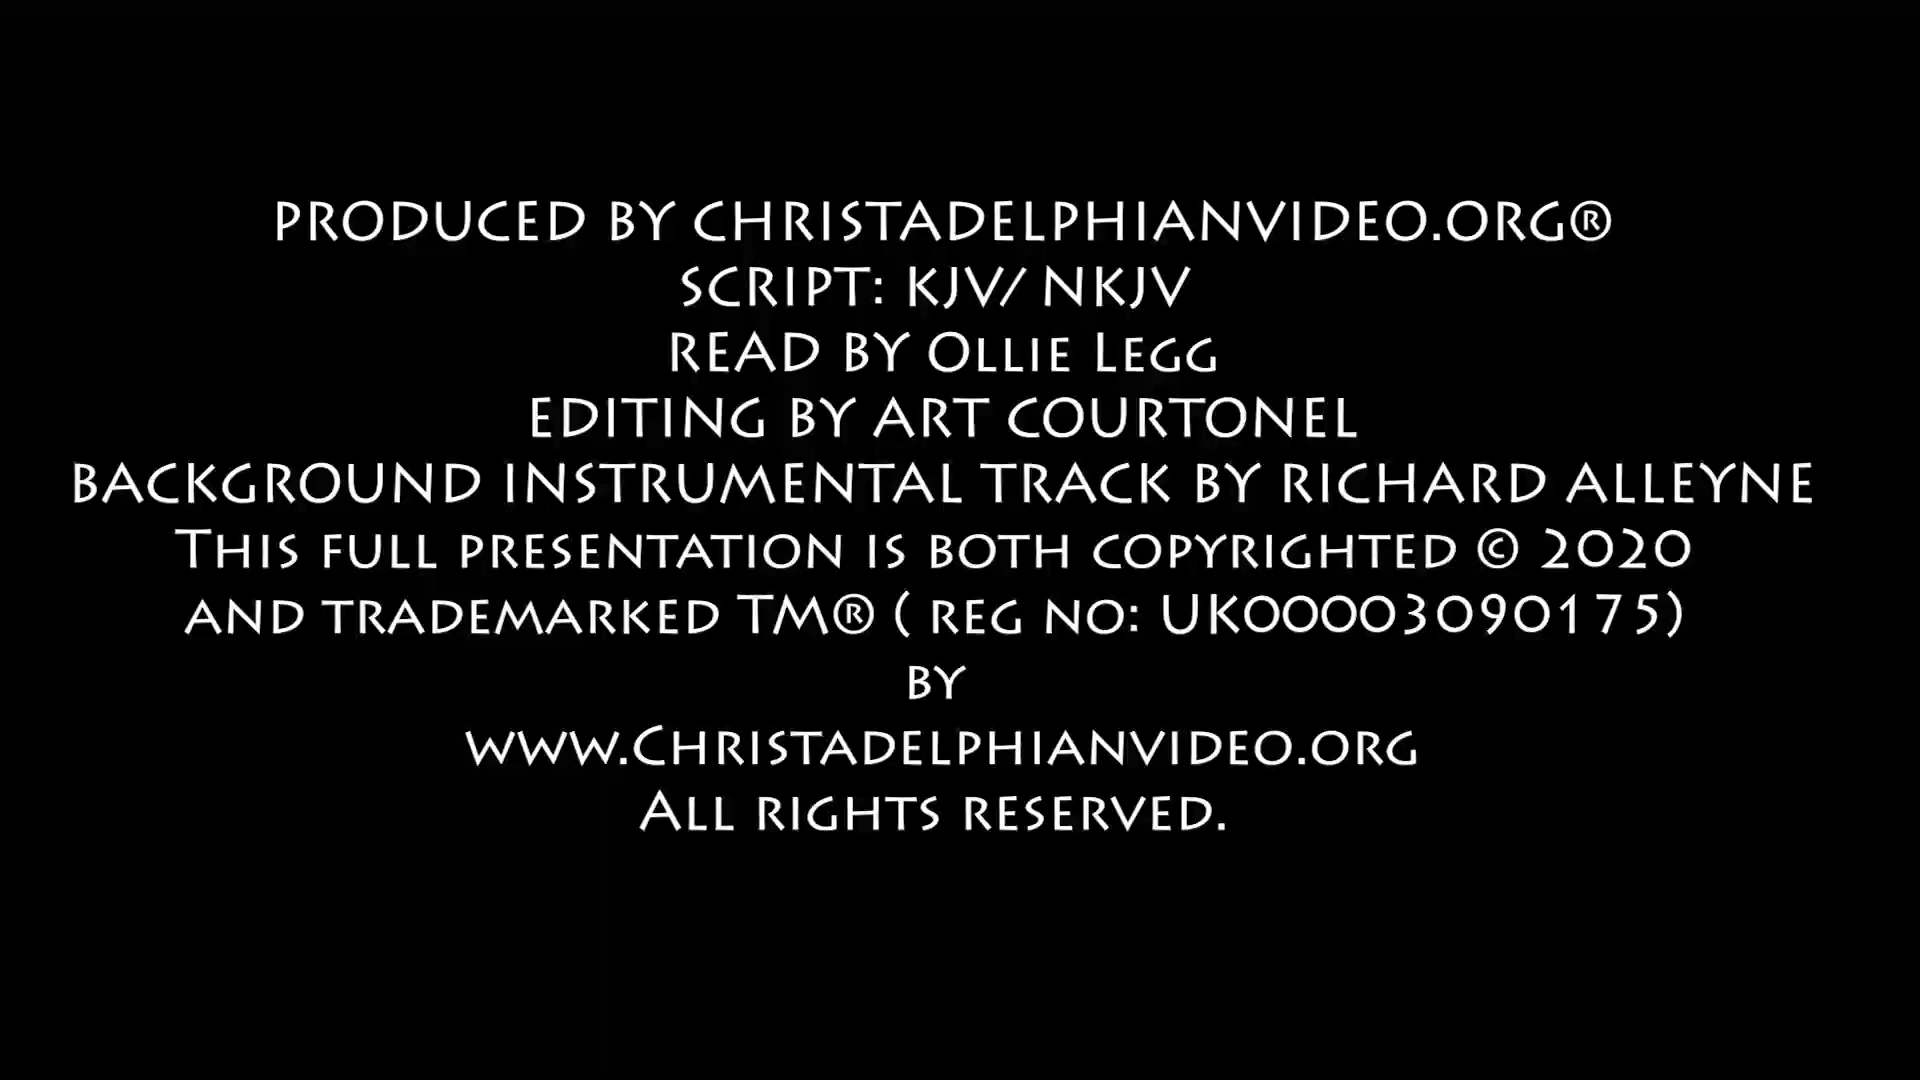 PRODUCED BY CHRISTADELPHIANVIDEO.ORG®
SCRIPT: KJV/ NKJV
READ BY Ollie Legg
EDITING BY ART COURTONEL
BACKGROUND INSTRUMENTAL TRACK BY RICHARD ALLEYNE
This full presentation is both copyrighted © 2020
and trademarked TM® ( reg no: UK00003090175)
by
www.Christadelphianvideo.org
All rights reserved.